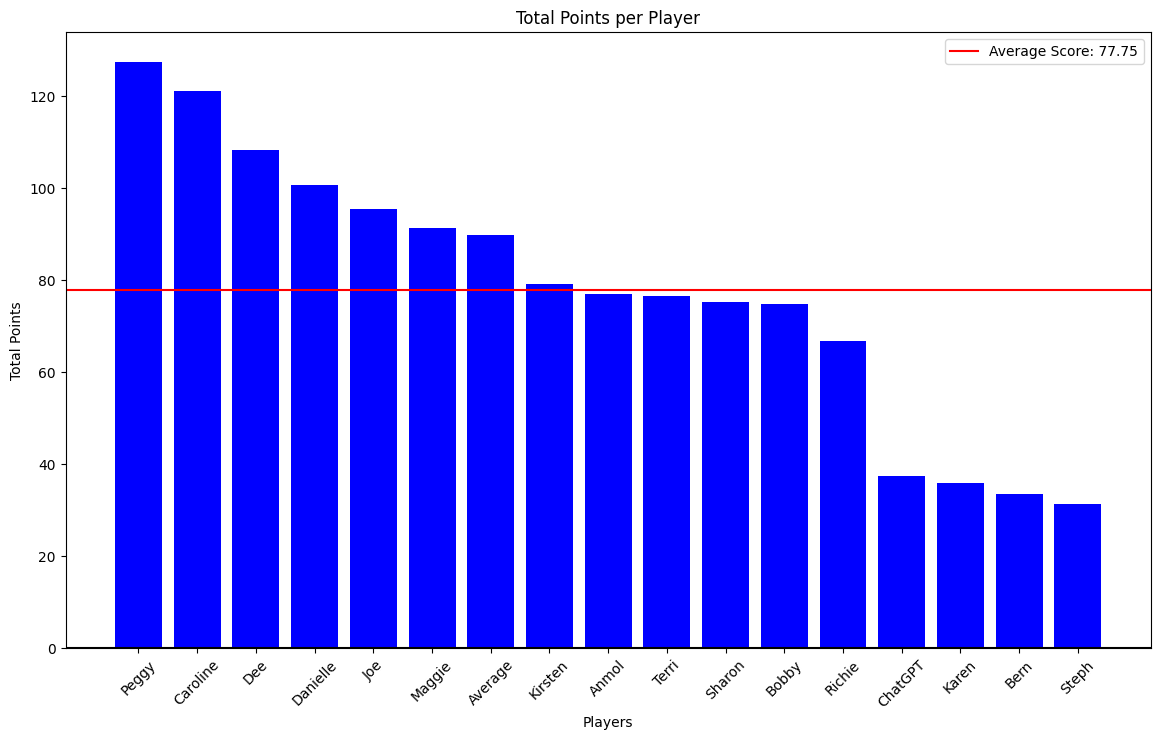 Total Points per Player
Average Score: 77.75
Total Points
120
100
80
60
40
20
0
Peggy
Caroline
Dee
Danielle
Joe
Maggie
Average
Kirsten
Anmol
Terri
Sharon
Bobby
Richie
ChatGPT
Karen
Bern
Steph
Players